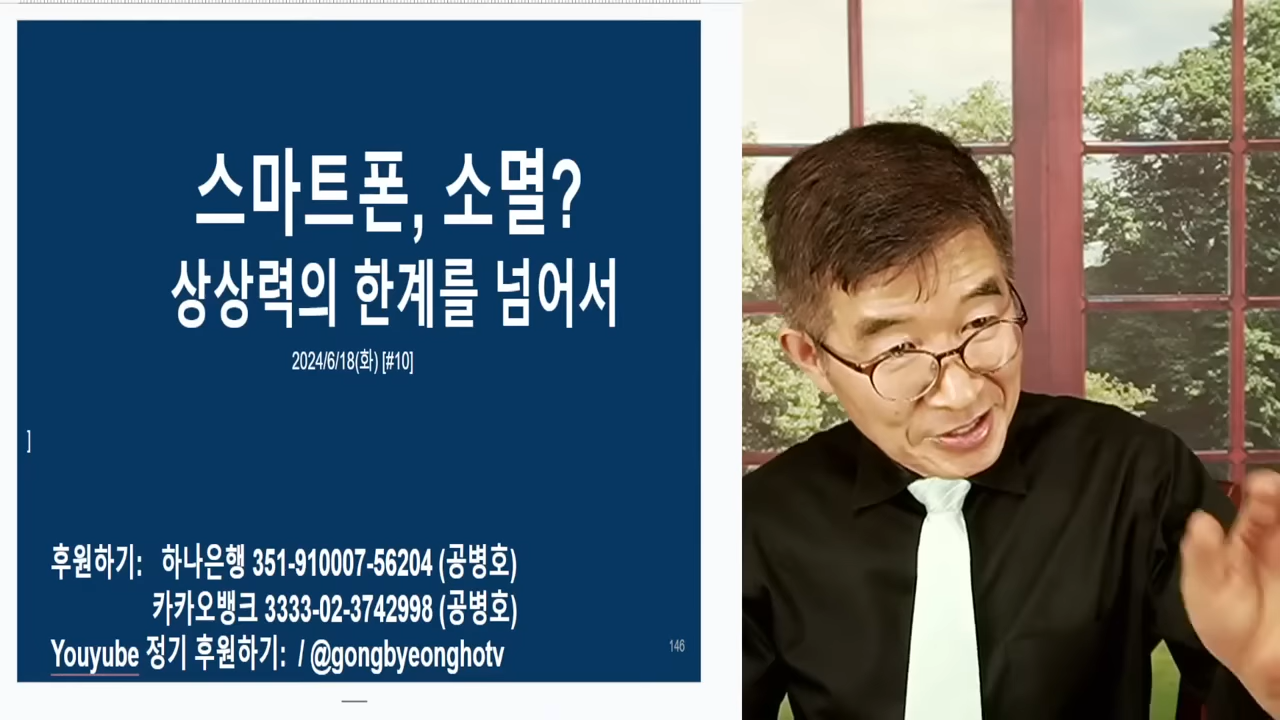 스마트폰, 소멸?
상상력의 한계를 넘어서
2024/6/18(화) [#10]
]
후원하기: 하나은행 351-910007-56204 (공병호)
카카오뱅크 3333-02-3742998 (공병호)
Youyube 정기 후원하기: / @gongbyeonghotv
146